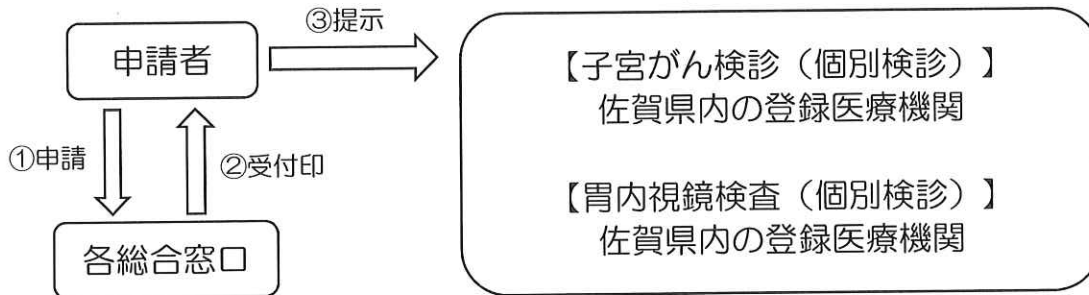 ③提示
申請者
①申請
②受付印
各総合窓口
【子宮がん検診（個別検診）】
佐賀県内の登録医療機関
【胃内視鏡検査（個別検診）】
佐賀県内の登録医療機関